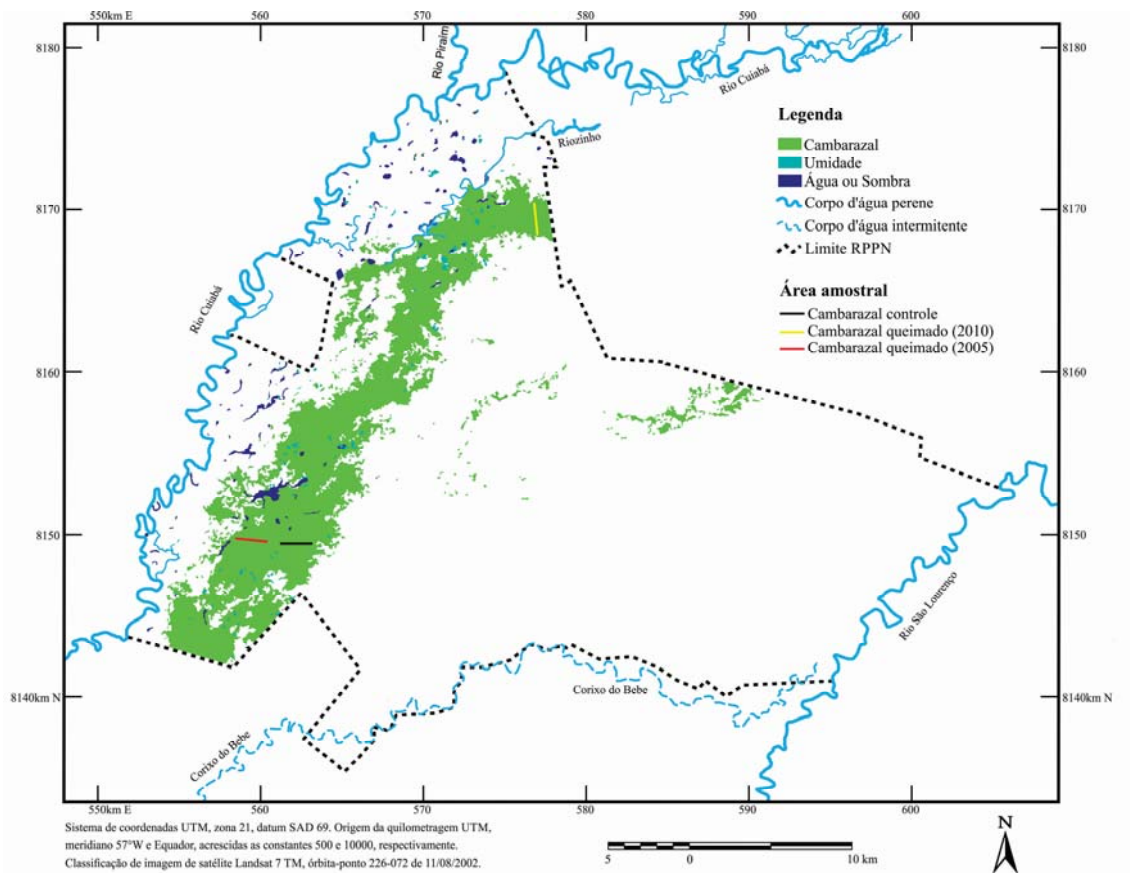 550km E
560
570
580
590
600
8180
8180
Rio Piraim
Rio Cuiabá
Legenda
Cambarazal
Umidade
Água ou Sombra
Corpo d'água perene
Corpo d'água intermitente
Limite RPPN
Riozinho
8170
8170
Área amostral
Cambarazal controle
Cambarazal queimado (2010)
Cambarazal queimado (2005)
Rio Cuiabá
8160
8160
8150
8150
Rio São Lourenço
8140km N
8140km N
Corixo do Bebe
Corixo do Bebe
550km E
560
570
580
590
600
Sistema de coordenadas UTM, zona 21, datum SAD 69. Origem da quilometragem UTM,
meridiano 57°W e Equador, acrescidas as constantes 500 e 10000, respectivamente.
Classificação de imagem de satélite Landsat 7 TM, órbita-ponto 226-072 de 11/08/2002.
5
0
10 km
N